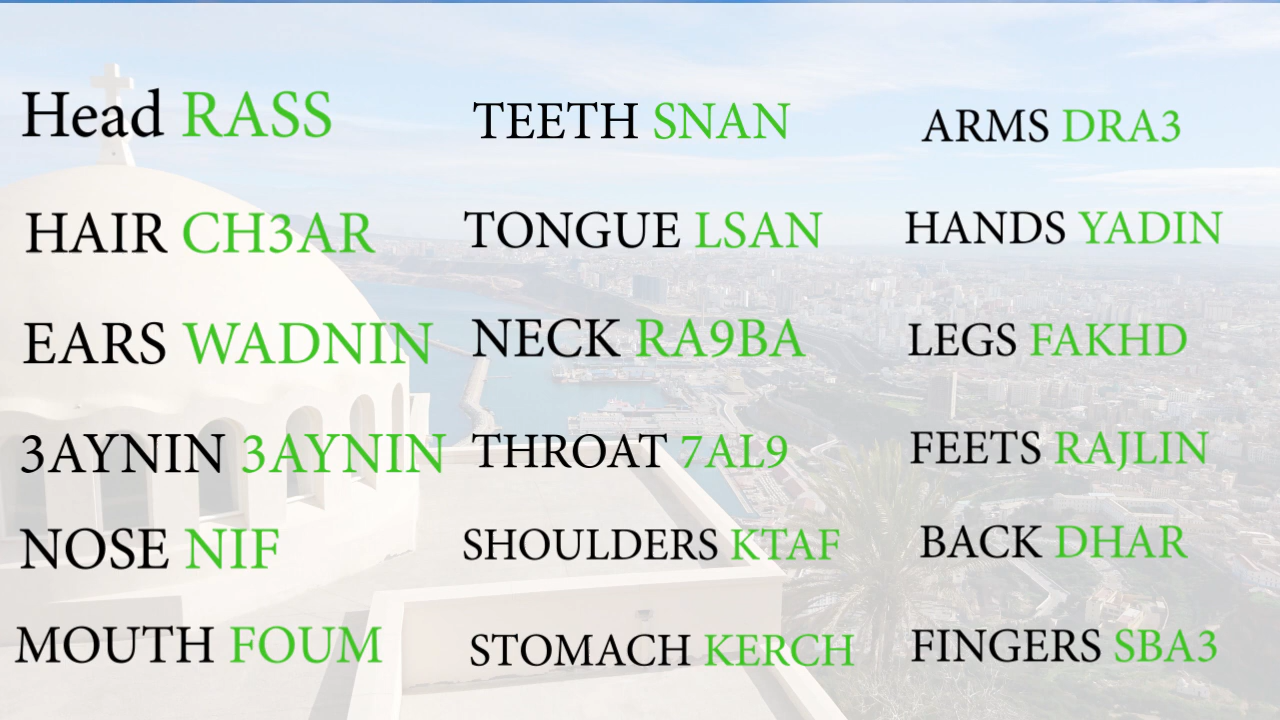 Head RASS
HAIR CH3AR
EARS WADNIN
3AYNIN 3AYNIN
NOSE NIF
MOUTH FOUM
TEETH SNAN
TONGUE LSAN
NECK RA9BA
THROAT 7AL9
SHOULDERS KTAF
STOMACH KERCH
ARMS DRA3
HANDS YADIN
LEGS FAKHD
FEETS RAJLIN
BACK DHAR
FINGERS SBA3